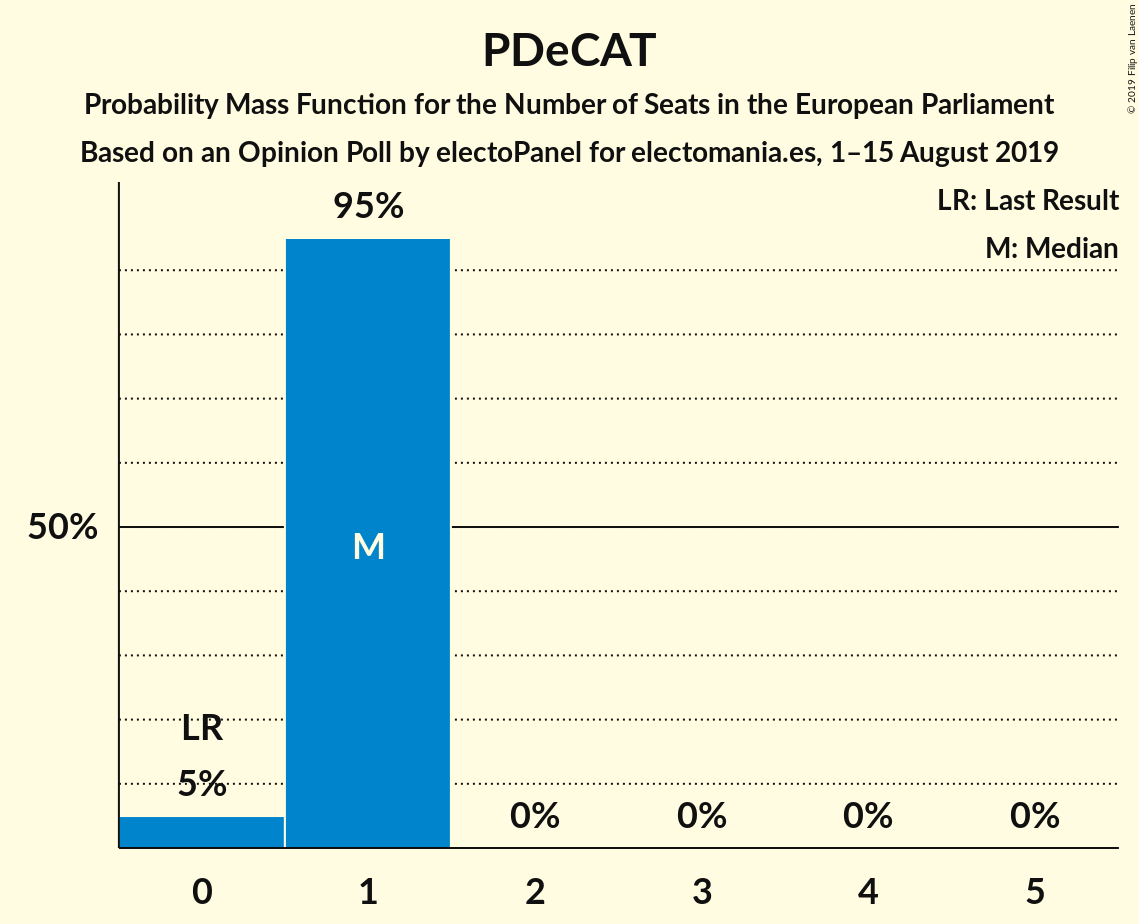 PDeCAT
Probability Mass Function for the Number of Seats in the European Parliament
Based on an Opinion Poll by electoPanel for electomania.es, 1–15 August 2019
© 2019 Filip van Laenen
LR: Last Result
M: Median
95%
50%
M
LR
5%
0% 0% 0% 0%
0 1 2 3 4 5